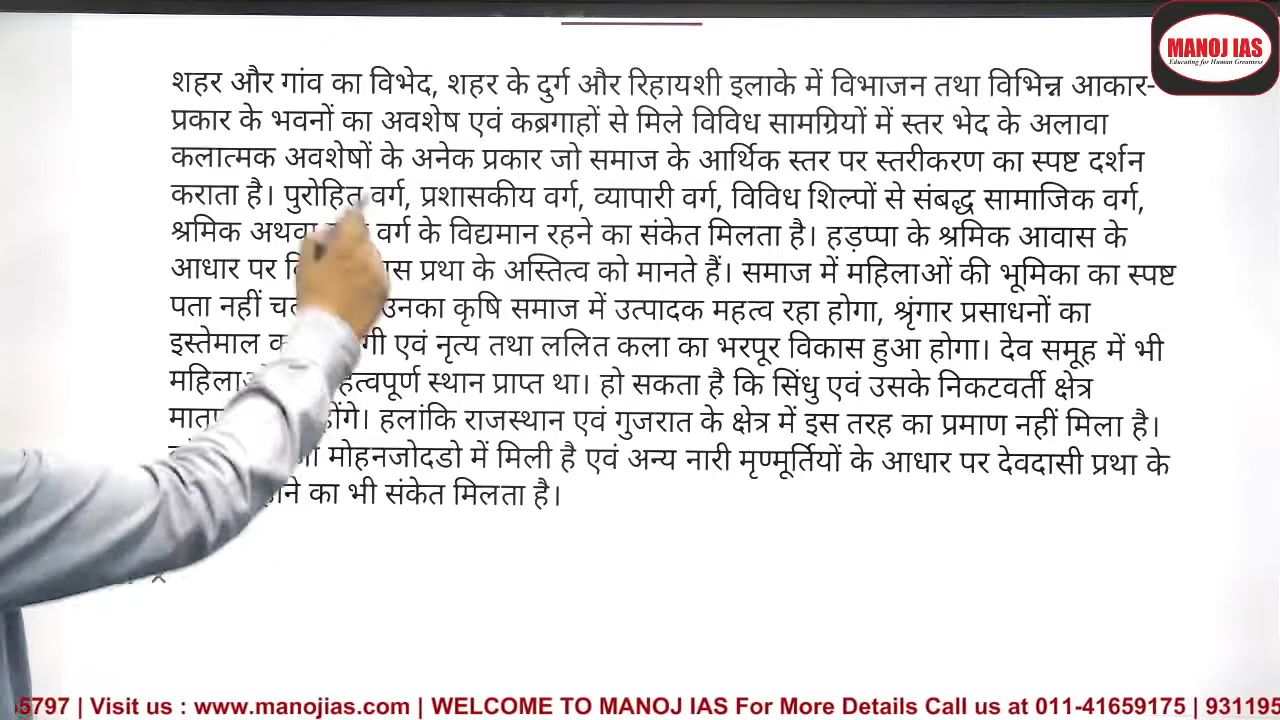 MANOJ IAS
Educating for Human Greatness
शहर और गांव का विभेद, शहर के दुर्ग और रिहायशी इलाके में विभाजन तथा विभिन्न आकार-
प्रकार के भवनों का अवशेष एवं कब्रगाहों से मिले विविध सामग्रियों में स्तर भेद के अलावा
कलात्मक अवशेषों के अनेक प्रकार जो समाज के आर्थिक स्तर पर स्तरीकरण का स्पष्ट दर्शन
कराता है। पुरोहित वर्ग, प्रशासकीय वर्ग, व्यापारी वर्ग, विविध शिल्पों से संबद्ध सामाजिक वर्ग,
श्रमिक अथवा वर्ग के विद्यमान रहने का संकेत मिलता है। हड़प्पा के श्रमिक आवास के
आधार पर प्रथा के अस्तित्व को मानते हैं। समाज में महिलाओं की भूमिका का स्पष्ट
पता नहीं उनका कृषि समाज में उत्पादक महत्व रहा होगा, श्रृंगार प्रसाधनों का
इस्तेमाल एवं नृत्य तथा ललित कला का भरपूर विकास हुआ होगा। देव समूह में भी
स्थान प्राप्त था। हो सकता है कि सिंधु एवं उसके निकटवर्ती क्षेत्र
हलांकि राजस्थान एवं गुजरात के क्षेत्र में इस तरह का प्रमाण नहीं मिला है।
मोहनजोदडो में मिली है एवं अन्य नारी मृण्मूर्तियों के आधार पर देवदासी प्रथा के
का भी संकेत मिलता है।
5797 | Visit us : www.manojias.com | WELCOME TO MANOJ IAS For More Details Call us at 011-41659175 | 931195